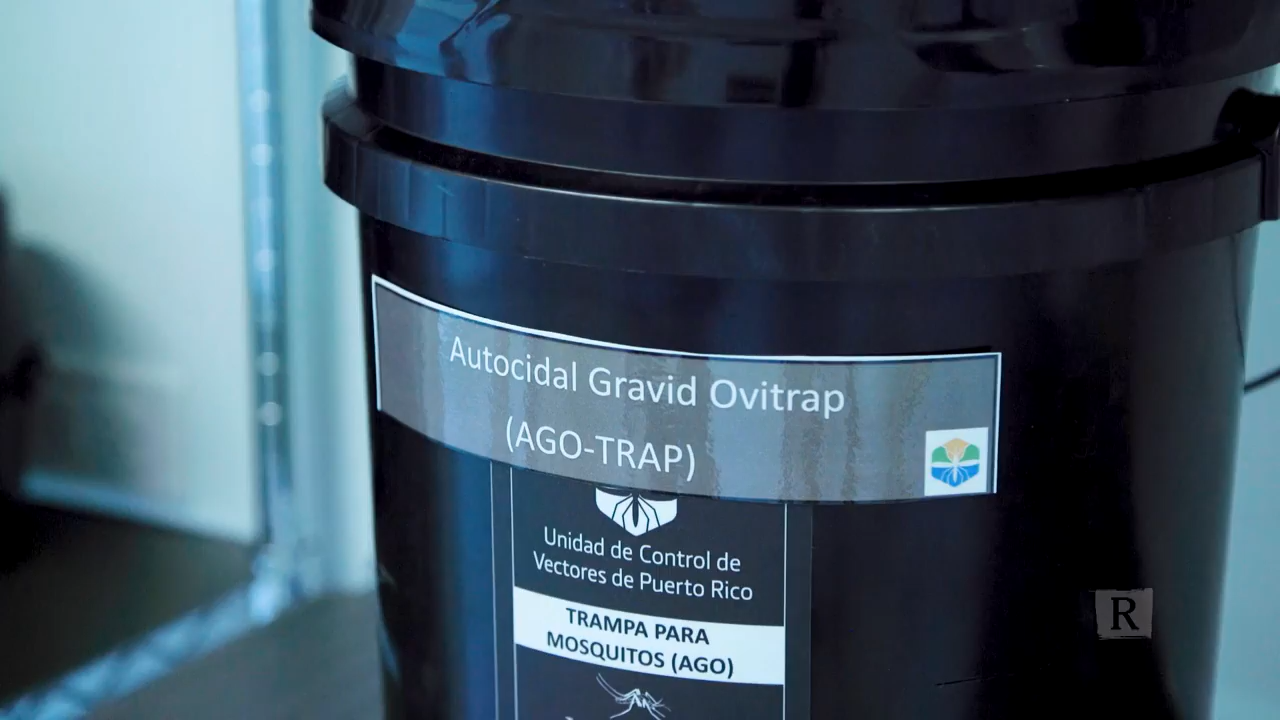 Autocidal Gravid Ovitrap
(AGO-TRAP)
Unidad de Control de
Vectores de Puerto Rico
TRAMPA PARA
MOSQUITOS (AGO)
R